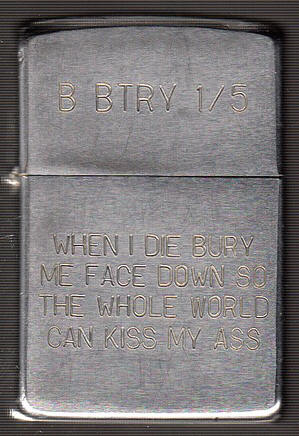 B BTRY 1/5
WHEN I DIE BURY
ME FACE DOWN SO
THE WHOLE WORLD
CAN KISS MY ASS